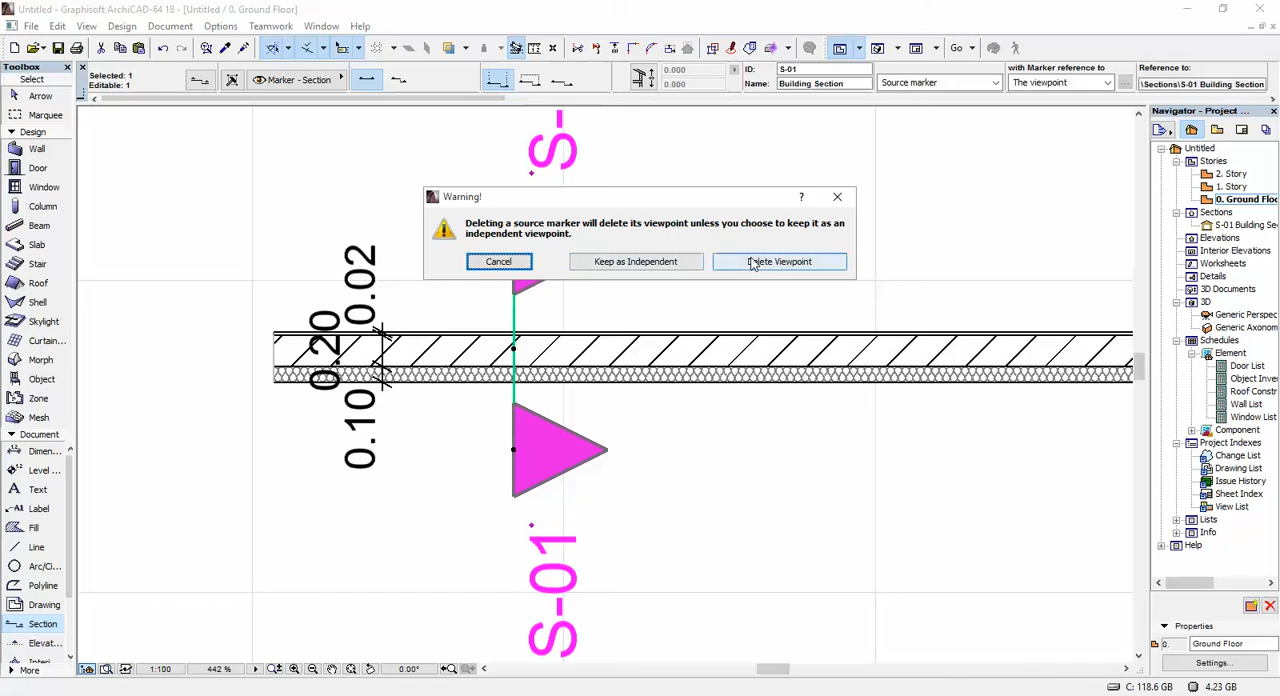 Untitled - Graphisoft ArchiCAD-64 18 - [Untitled / 0. Ground Floor]
File Edit View Design Document Options Teamwork Window Help
Go
Toolbox
Select
Arrow
Marquee
Design
Wall
Door
Window
Column
Beam
Slab
Stair
Roof
Shell
Skylight
Curtain...
Morph
Object
Zone
Mesh
Document
Dimen...
Level ...
Text
Label
Fill
Line
Arc/Ci...
Polyline
Drawing
Section
Elevat...
More
Selected: 1
Editable: 1
Marker - Section
0.000
0.000
ID: S-01
Name: Building Section
Source marker
with Marker reference to
The viewpoint
Reference to:
\Sections\S-01 Building Section
S-
Warning!
Deleting a source marker will delete its viewpoint unless you choose to keep it as an
independent viewpoint.
Cancel
Keep as Independent
Delete Viewpoint
0.02
0.20
0.10
S-01
S-
Navigator - Project ...
Untitled
Stories
2. Story
1. Story
0. Ground Floo
Sections
S-01 Building Se
Elevations
Interior Elevations
Worksheets
Details
3D Documents
3D
Generic Perspec
Generic Axonom
Schedules
Element
Door List
Object Inve
Roof Constr
Wall List
Window List
Component
Project Indexes
Change List
Drawing List
Issue History
Sheet Index
View List
Lists
Info
Help
Properties
0.
Ground Floor
Settings...
1:100
442 %
0.00°
C: 118.6 GB
4.23 GB